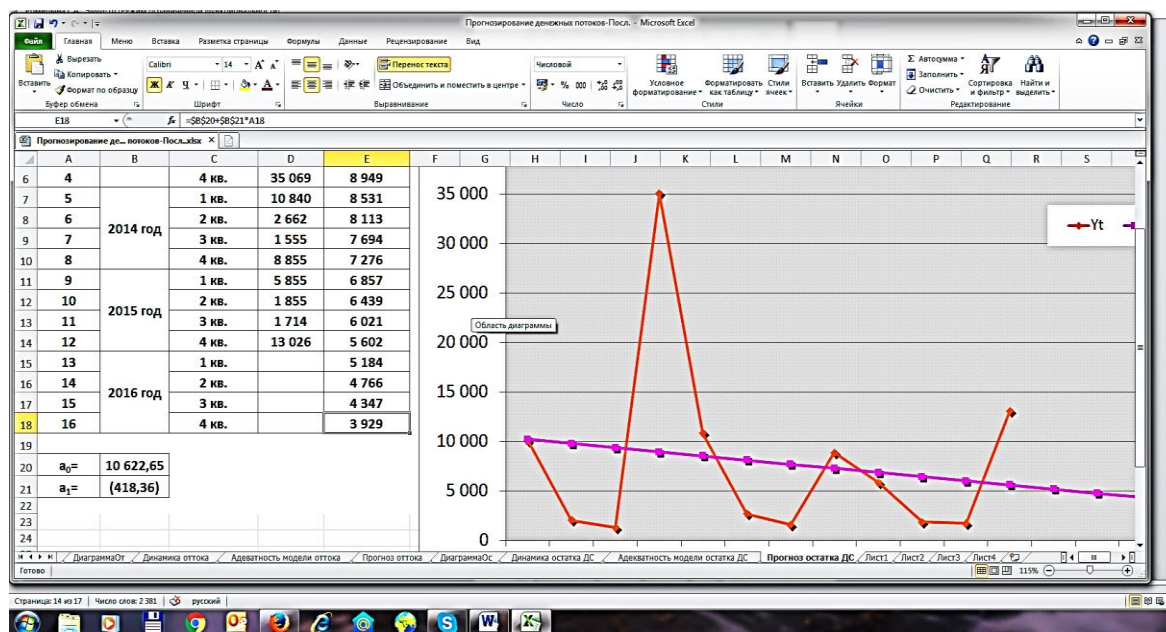 Прогнозирование денежных потоков-Посл. - Microsoft Excel
Файл Главная Меню Вставка Разметка страницы Формулы Данные Рецензирование Вид
Вставить
Вырезать
Копировать
Формат по образцу
Буфер обмена
Calibri 14
Ж К Ч
Шрифт
Перенос текста
Объединить и поместить в центре
Выравнивание
Числовой
% 000
Число
Условное форматирование
Форматировать как таблицу
Стили ячеек
Стили
Вставить Удалить Формат
Ячейки
Автосумма
Заполнить
Очистить
Сортировка и фильтр
Найти и выделить
Редактирование
E18 fx =$B$20+$B$21*A18
Прогнозирование де... потоков-Посл..xlsx
A B C D E F G H I J K L M N O P Q R S
6 4 4 кв. 35 069 8 949
7 5 1 кв. 10 840 8 531
8 6 2 кв. 2 662 8 113
2014 год
9 7 3 кв. 1 555 7 694
10 8 4 кв. 8 855 7 276
11 9 1 кв. 5 855 6 857
12 10 2 кв. 1 855 6 439
2015 год
13 11 3 кв. 1 714 6 021
14 12 4 кв. 13 026 5 602
15 13 1 кв. 5 184
16 14 2 кв. 4 766
2016 год
17 15 3 кв. 4 347
18 16 4 кв. 3 929
19
20 a₀= 10 622,65
21 a₁= (418,36)
22
23
24
35 000
30 000
25 000
20 000
15 000
10 000
5 000
0
Yt
Область диаграммы
ДиаграммаОт Динамика оттока Адеватность модели оттока Прогноз оттока ДиаграммаОс Динамика остатка ДС Адекватность модели остатка ДС Прогноз остатка ДС Лист1 Лист2 Лист3 Лист4
Готово 115%
Страница: 14 из 17 Число слов: 2 381 русский